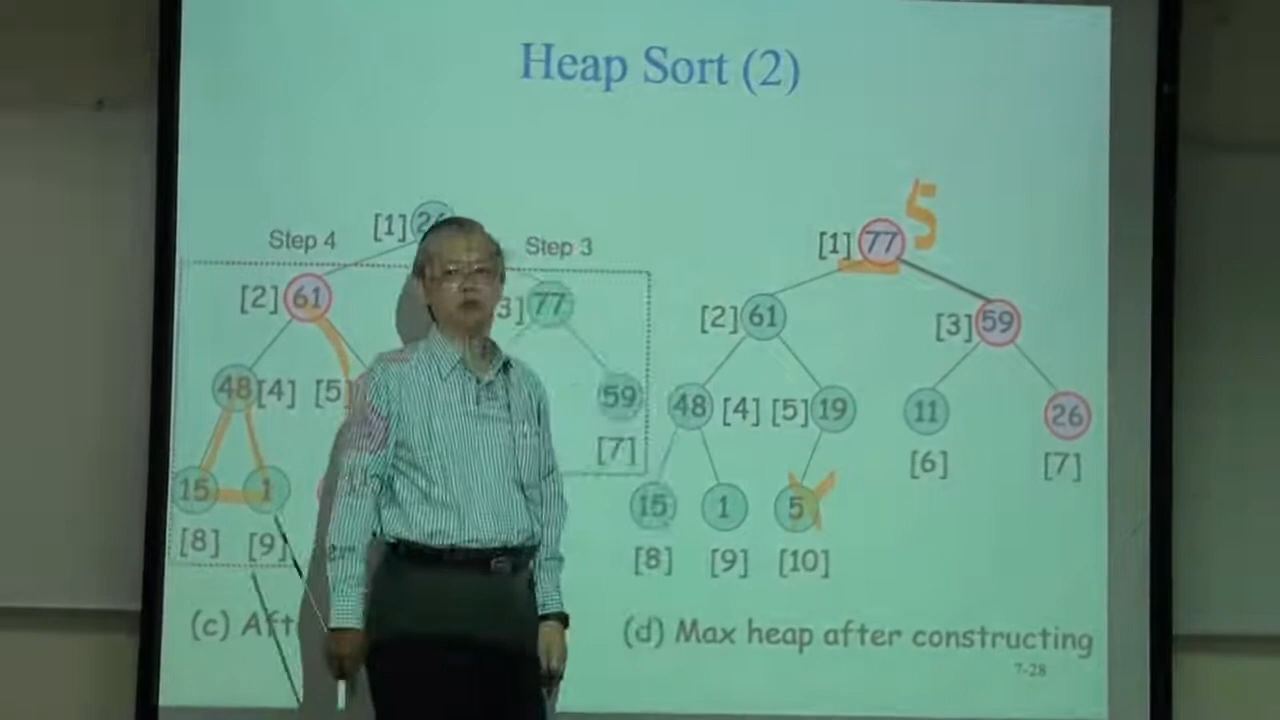 Heap Sort (2)
Step 4
[1]
Step 3
[2] 61
3] 77
48 [4] [5]
59
[7]
15 1
[8] [9]
(c) Aft
5
[1] 77
[2] 61
[3] 59
48 [4] [5] 19
11
26
[6]
[7]
15 1 5
[8] [9] [10]
(d) Max heap after constructing
7-28